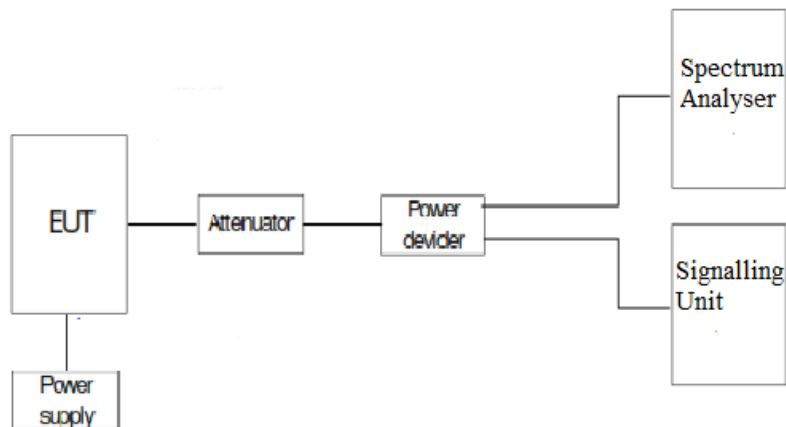 Spectrum
Analyser
EUT
Attenuator
Power
devider
Signalling
Unit
Power
supply